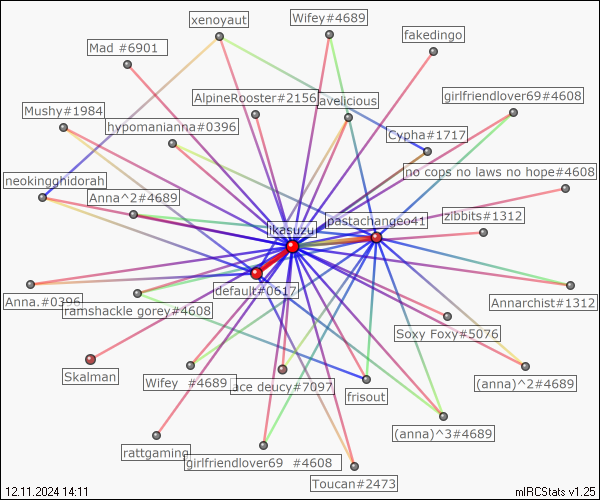 xenoyaut
Wifey#4689
fakedingo
Mad #6901
AlpineRooster#2156
avelicious
girlfriendlover69#4608
Mushy#1984
hypomanianna#0396
Cypha#1717
no cops no laws no hope#4608
neokingghidorah
Anna^2#4689
ikasuzu
pastachangeo41
zibbits#1312
default#0617
Anna.#0396
ramshackle gorey#4608
Annarchist#1312
Soxy Foxy#5076
Skalman
Wifey #4689
ace deucy#7097
frisout
(anna)^2#4689
(anna)^3#4689
rattgaming
girlfriendlover69 #4608
Toucan#2473
12.11.2024 14:11
mIRCStats v1.25